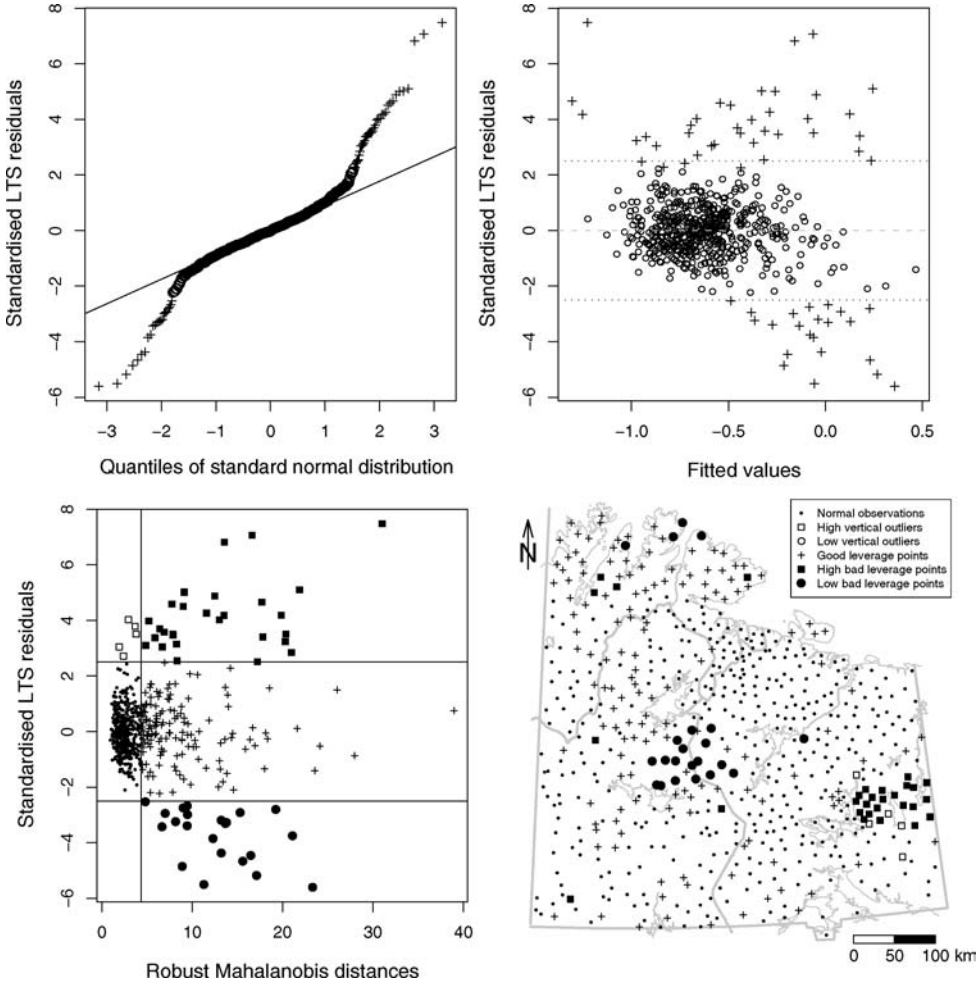 8
6
4
2
0
−2
−4
−6
Standardised LTS residuals
−3 −2 −1 0 1 2 3
Quantiles of standard normal distribution
8
6
4
2
0
−2
−4
−6
Standardised LTS residuals
−1.0 −0.5 0.0 0.5
Fitted values
8
6
4
2
0
−2
−4
−6
Standardised LTS residuals
0 10 20 30 40
Robust Mahalanobis distances
N
Normal observations
High vertical outliers
Low vertical outliers
Good leverage points
High bad leverage points
Low bad leverage points
0 50 100 km